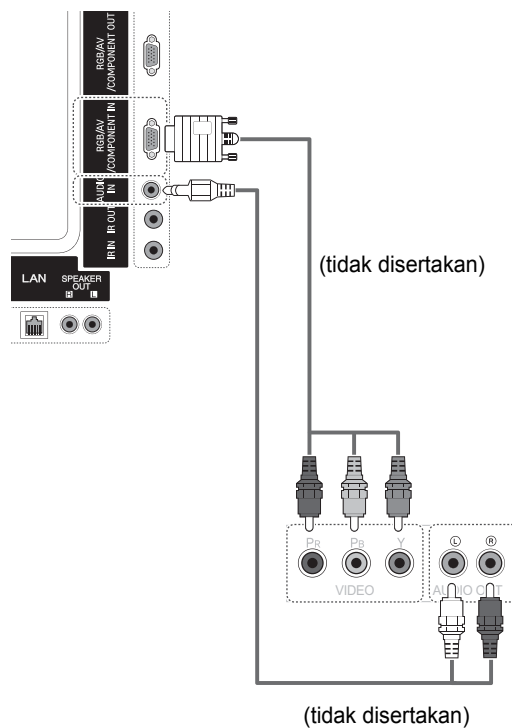 RGB/AV
/COMPONENT OUT
RGB/AV
/COMPONENT IN
AUDIO
IN
IR OUT
IR IN
LAN
SPEAKER
OUT
R L
(tidak disertakan)
PR PB Y
VIDEO
L R
AUDIO OUT
(tidak disertakan)